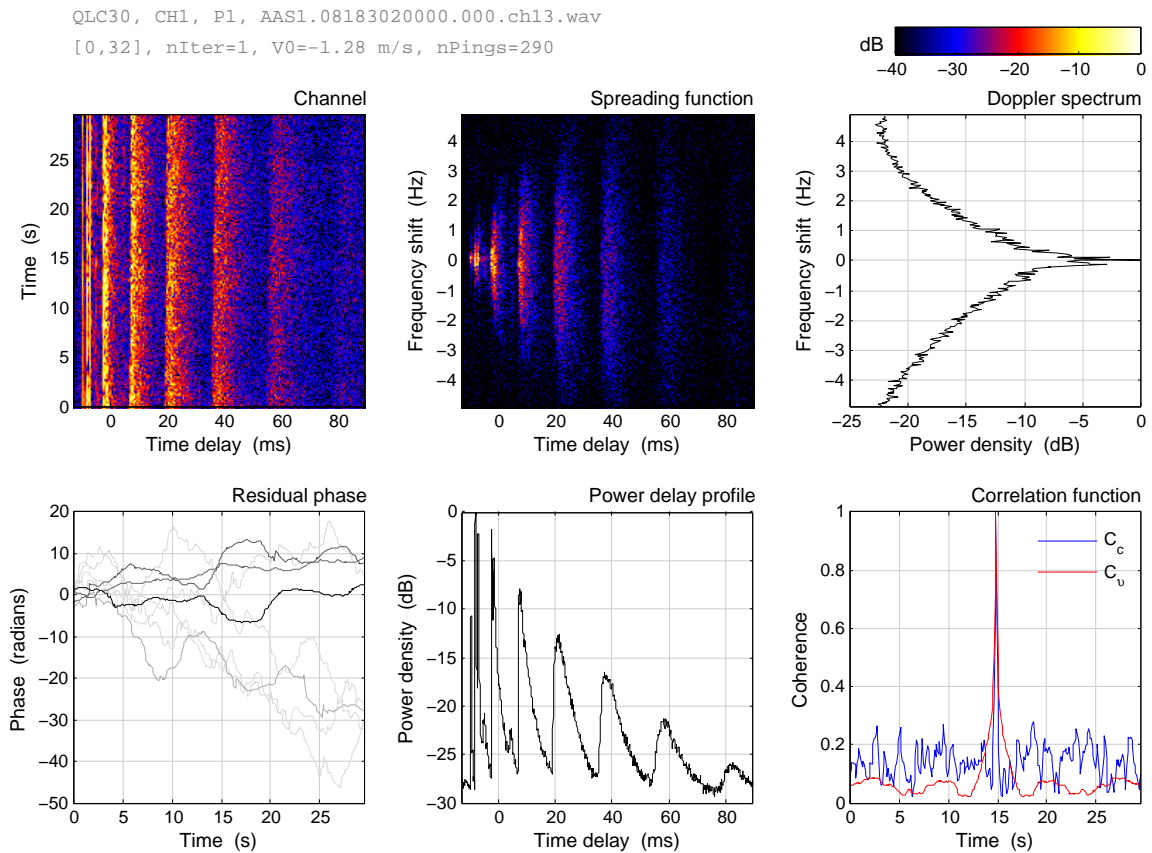 QLC30, CH1, P1, AAS1.08183020000.000.ch13.wav
[0,32], nIter=1, V0=−1.28 m/s, nPings=290
dB
−40 −30 −20 −10 0
Channel
Time (s)
25
20
15
10
5
0
0 20 40 60 80
Time delay (ms)
Spreading function
Frequency shift (Hz)
4
3
2
1
0
−1
−2
−3
−4
0 20 40 60 80
Time delay (ms)
Doppler spectrum
4
3
2
1
0
−1
−2
−3
−4
Frequency shift (Hz)
−25 −20 −15 −10 −5 0
Power density (dB)
Residual phase
Phase (radians)
20
10
0
−10
−20
−30
−40
−50
0 5 10 15 20 25
Time (s)
Power delay profile
Power density (dB)
0
−5
−10
−15
−20
−25
−30
0 20 40 60 80
Time delay (ms)
Correlation function
Coherence
1
0.8
0.6
0.4
0.2
0
C_c
C_υ
0 5 10 15 20 25
Time (s)